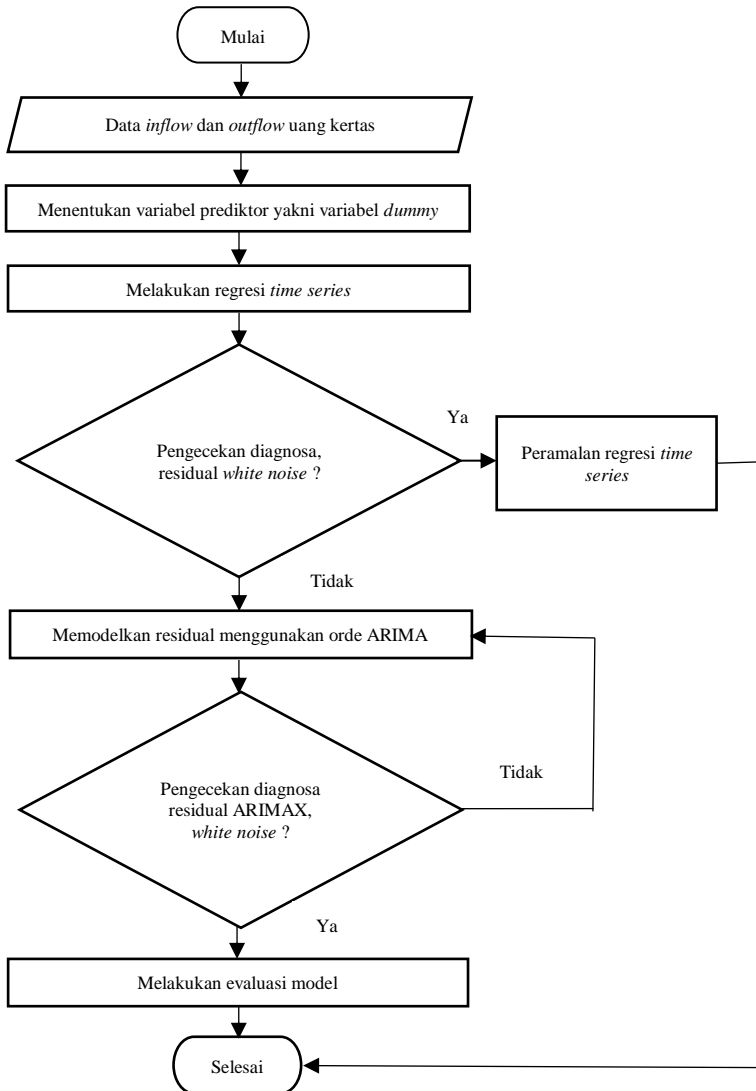 Mulai
Data inflow dan outflow uang kertas
Menentukan variabel prediktor yakni variabel dummy
Melakukan regresi time series
Pengecekan diagnosa,
residual white noise ?
Ya
Peramalan regresi time
series
Tidak
Memodelkan residual menggunakan orde ARIMA
Pengecekan diagnosa
residual ARIMAX,
white noise ?
Tidak
Ya
Melakukan evaluasi model
Selesai